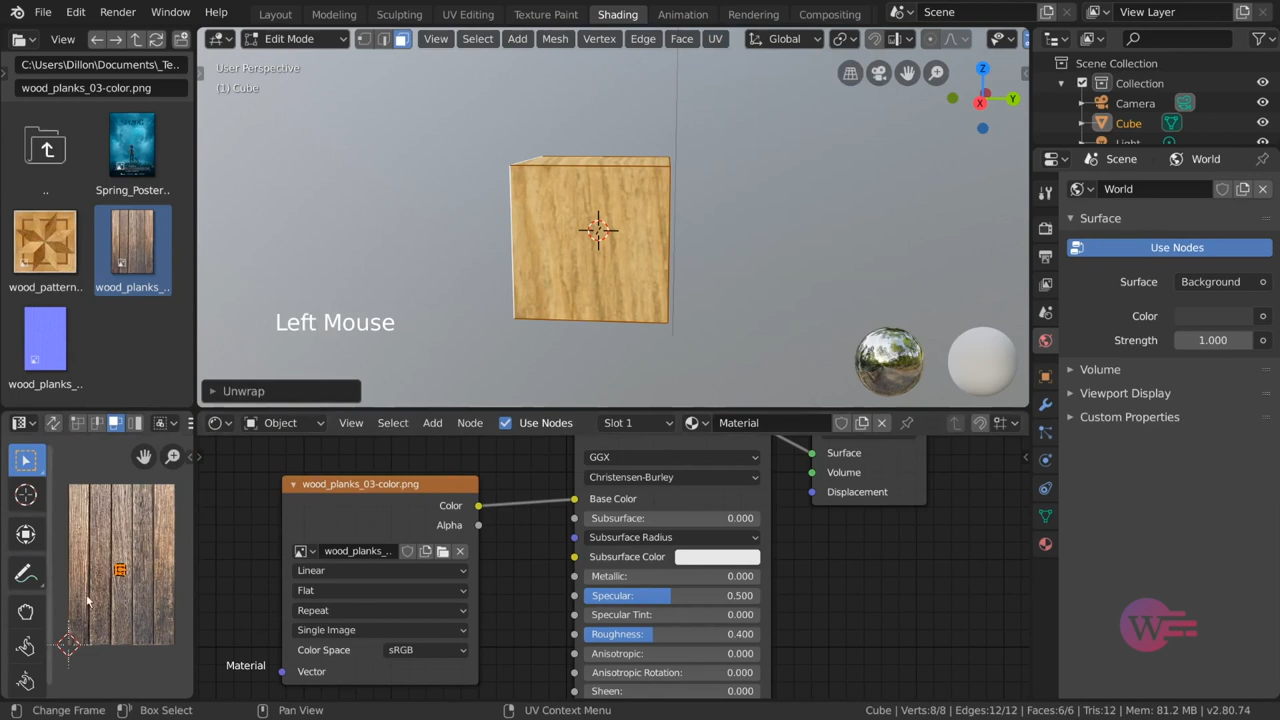 File Edit Render Window Help Layout Modeling Sculpting UV Editing Texture Paint Shading Animation Rendering Compositing Scene View Layer
View
C:\Users\Dillon\Documents\_Te..
wood_planks_03-color.png
Spring_Poster..
..
wood_pattern..
wood_planks_..
wood_planks_..
Edit Mode View Select Add Mesh Vertex Edge Face UV Global
User Perspective
(1) Cube
X
Y
Z
Left Mouse
Unwrap
Scene Collection
Collection
Camera
Cube
Light
Scene World
World
Surface
Use Nodes
Surface Background
Color
Strength 1.000
Volume
Viewport Display
Custom Properties
Object View Select Add Node Use Nodes Slot 1 Material
wood_planks_03-color.png
Color
Alpha
wood_planks_..
Linear
Flat
Repeat
Single Image
Color Space sRGB
Vector
Material
GGX
Christensen-Burley
Base Color
Subsurface: 0.000
Subsurface Radius
Subsurface Color
Metallic: 0.000
Specular: 0.500
Specular Tint: 0.000
Roughness: 0.400
Anisotropic: 0.000
Anisotropic Rotation: 0.000
Sheen: 0.000
Surface
Volume
Displacement
Change Frame Box Select Pan View UV Context Menu Cube | Verts:8/8 | Edges:12/12 | Faces:6/6 | Tris:12 | Mem: 81.2 MB | v2.80.74